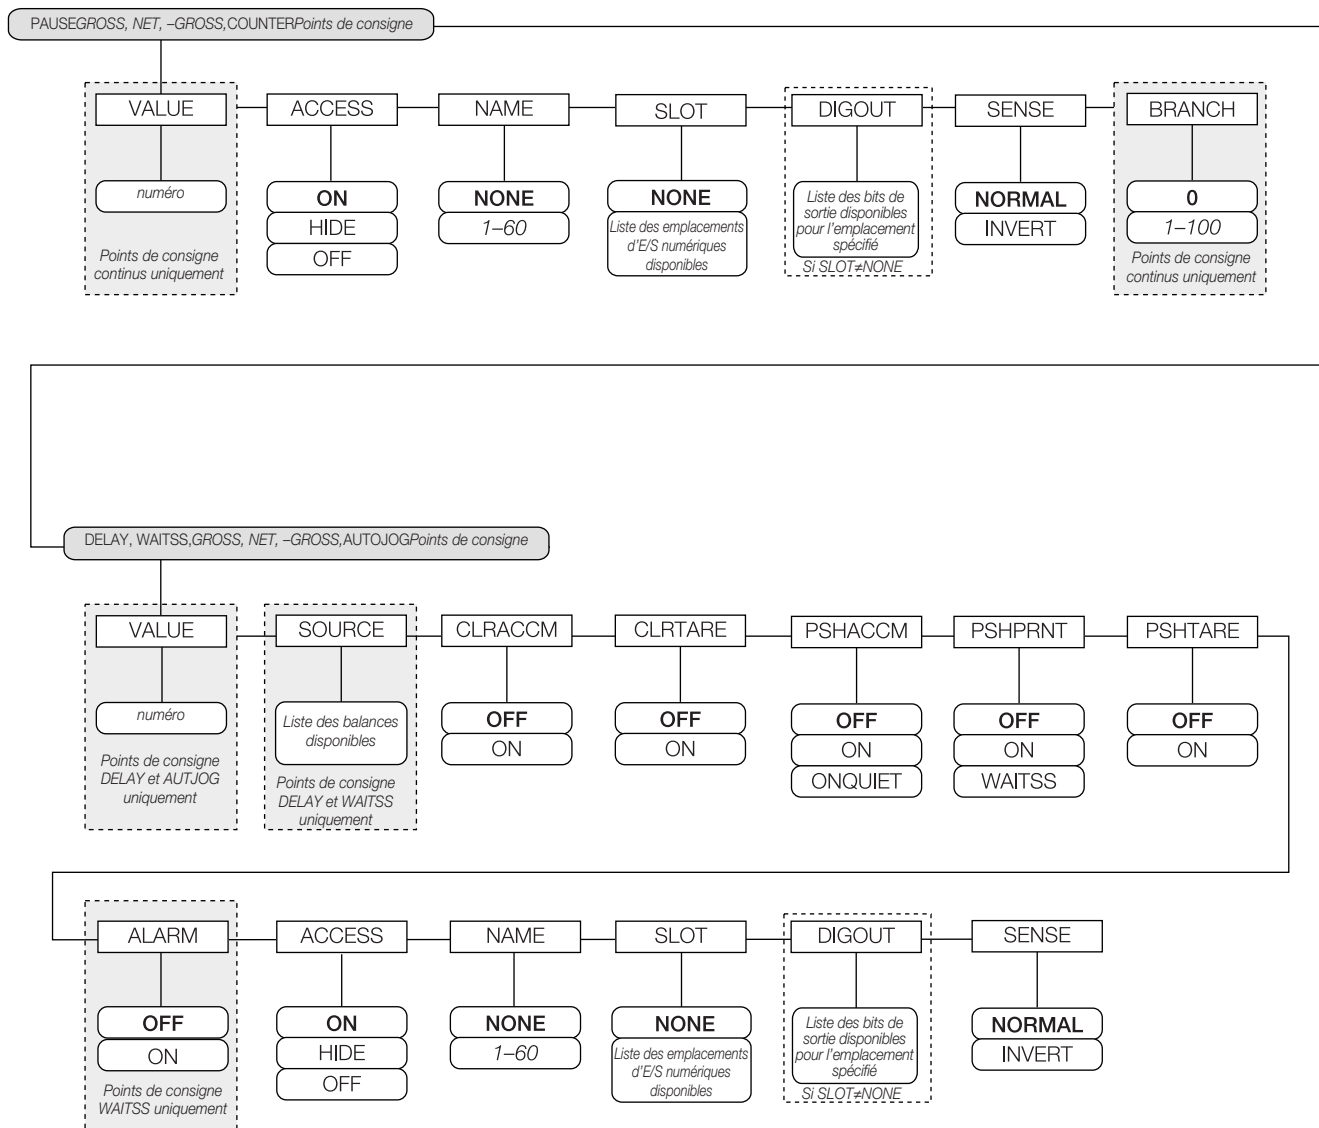 PAUSEGROSS, NET, –GROSS,COUNTERPoints de consigne
VALUE
ACCESS
NAME
SLOT
DIGOUT
SENSE
BRANCH
numéro
Points de consigne
continus uniquement
ON
HIDE
OFF
NONE
1–60
NONE
Liste des emplacements
d'E/S numériques
disponibles
Liste des bits de
sortie disponibles
pour l'emplacement
spécifié
Si SLOT≠NONE
NORMAL
INVERT
0
1–100
Points de consigne
continus uniquement
DELAY, WAITSS,GROSS, NET, –GROSS,AUTOJOGPoints de consigne
VALUE
SOURCE
CLRACCM
CLRTARE
PSHACCM
PSHPRNT
PSHTARE
numéro
Points de consigne
DELAY et AUTJOG
uniquement
Liste des balances
disponibles
Points de consigne
DELAY et WAITSS
uniquement
OFF
ON
OFF
ON
OFF
ON
ONQUIET
OFF
ON
WAITSS
OFF
ON
ALARM
ACCESS
NAME
SLOT
DIGOUT
SENSE
OFF
ON
Points de consigne
WAITSS uniquement
ON
HIDE
OFF
NONE
1–60
NONE
Liste des emplacements
d'E/S numériques
disponibles
Liste des bits de
sortie disponibles
pour l'emplacement
spécifié
Si SLOT≠NONE
NORMAL
INVERT